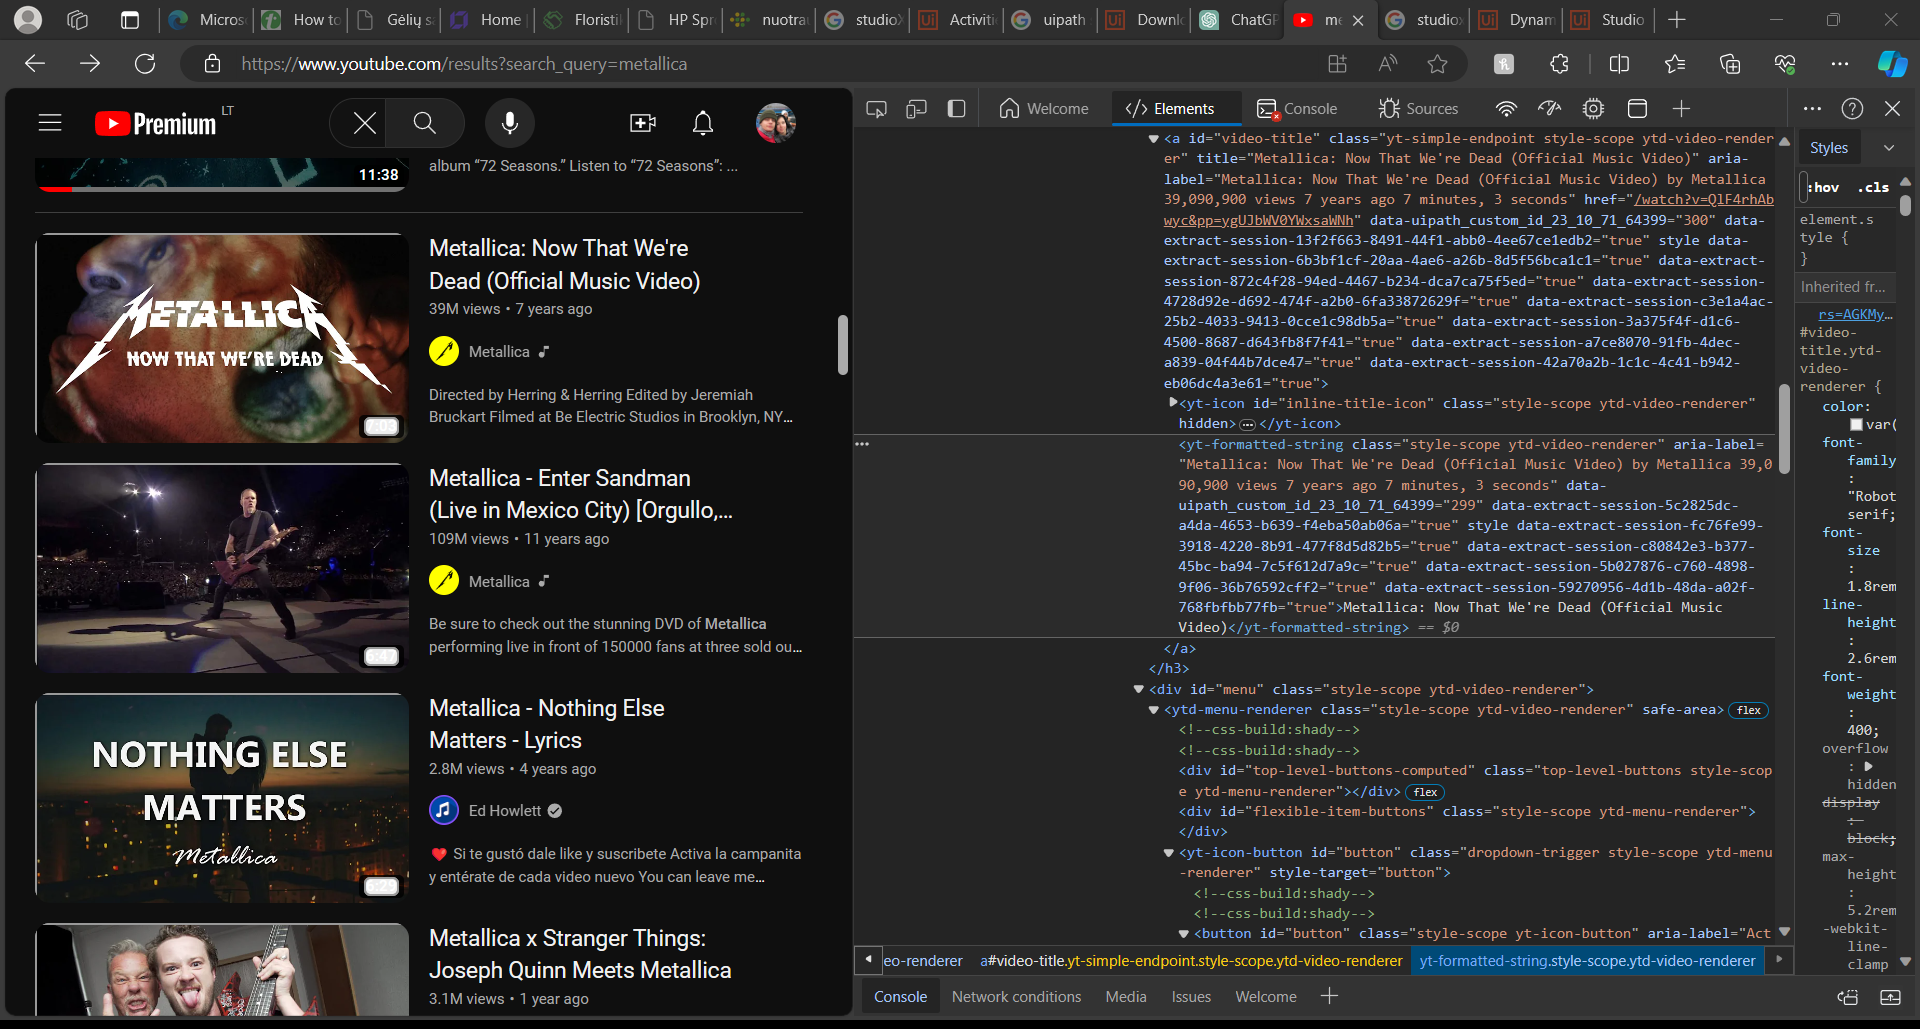 Micros
How to
Gėlių s
Home
Floristi
HP Spr
nuotra
studio
Activiti
uipath
Downl
ChatGP
me
studio
Dynam
Studio
https://www.youtube.com/results?search_query=metallica
Premium LT
11:38
album “72 Seasons.” Listen to “72 Seasons”: ...
METALLICA
NOW THAT WE'RE DEAD
7:03
Metallica: Now That We're
Dead (Official Music Video)
39M views • 7 years ago
Metallica
Directed by Herring & Herring Edited by Jeremiah
Bruckart Filmed at Be Electric Studios in Brooklyn, NY...
6:47
Metallica - Enter Sandman
(Live in Mexico City) [Orgullo,...
109M views • 11 years ago
Metallica
Be sure to check out the stunning DVD of Metallica
performing live in front of 150000 fans at three sold ou...
NOTHING ELSE
MATTERS
Metallica
6:29
Metallica - Nothing Else
Matters - Lyrics
2.8M views • 4 years ago
Ed Howlett
Si te gustó dale like y suscribete Activa la campanita
y entérate de cada video nuevo You can leave me...
Metallica x Stranger Things:
Joseph Quinn Meets Metallica
3.1M views • 1 year ago
Welcome
</> Elements
Console
Sources
<a id="video-title" class="yt-simple-endpoint style-scope ytd-video-render
er" title="Metallica: Now That We're Dead (Official Music Video)" aria-
label="Metallica: Now That We're Dead (Official Music Video) by Metallica
39,090,900 views 7 years ago 7 minutes, 3 seconds" href="/watch?v=QlF4rhAb
wyc&pp=ygUJbWV0YWxsaWNh" data-uipath_custom_id_23_10_71_64399="300" data-
extract-session-13f2f663-8491-44f1-abb0-4ee67ce1edb2="true" style data-
extract-session-6b3bf1cf-20aa-4ae6-a26b-8d5f56bca1c1="true" data-extract-
session-872c4f28-94ed-4467-b234-dca7ca75f5ed="true" data-extract-session-
4728d92e-d692-474f-a2b0-6fa33872629f="true" data-extract-session-c3e1a4ac-
25b2-4033-9413-0cce1c98db5a="true" data-extract-session-3a375f4f-d1c6-
4500-8687-d643fb8f7f41="true" data-extract-session-a7ce8070-91fb-4dec-
a839-04f44b7dce47="true" data-extract-session-42a70a2b-1c1c-4c41-b942-
eb06dc4a3e61="true">
<yt-icon id="inline-title-icon" class="style-scope ytd-video-renderer"
hidden>…</yt-icon>
<yt-formatted-string class="style-scope ytd-video-renderer" aria-label=
"Metallica: Now That We're Dead (Official Music Video) by Metallica 39,0
90,900 views 7 years ago 7 minutes, 3 seconds" data-
uipath_custom_id_23_10_71_64399="299" data-extract-session-5c2825dc-
a4da-4653-b639-f4eba50ab06a="true" style data-extract-session-fc76fe99-
3918-4220-8b91-477f8d5d82b5="true" data-extract-session-c80842e3-b377-
45bc-ba94-7c5f612d7a9c="true" data-extract-session-5b027876-c760-4898-
9f06-36b76592cff2="true" data-extract-session-59270956-4d1b-48da-a02f-
768fbfbb77fb="true">Metallica: Now That We're Dead (Official Music
Video)</yt-formatted-string> == $0
</a>
</h3>
<div id="menu" class="style-scope ytd-video-renderer">
<ytd-menu-renderer class="style-scope ytd-video-renderer" safe-area> flex
<!--css-build:shady-->
<!--css-build:shady-->
<div id="top-level-buttons-computed" class="top-level-buttons style-scop
e ytd-menu-renderer"></div> flex
<div id="flexible-item-buttons" class="style-scope ytd-menu-renderer">
</div>
<yt-icon-button id="button" class="dropdown-trigger style-scope ytd-menu
-renderer" style-target="button">
<!--css-build:shady-->
<!--css-build:shady-->
<button id="button" class="style-scope yt-icon-button" aria-label="Act
eo-renderer
a#video-title.yt-simple-endpoint.style-scope.ytd-video-renderer
yt-formatted-string.style-scope.ytd-video-renderer
Styles
:hov .cls
element.s
tyle {
}
Inherited fr...
rs=AGKMy…
#video-
title.ytd-
video-
renderer {
color:
var(
font-
family
:
"Robot
serif;
font-
size
:
1.8rem
line-
height
:
2.6rem
font-
weight
:
400;
overflow
:
hidden
display
:
block;
max-
height
:
5.2rem
-webkit-
line-
clamp
Console
Network conditions
Media
Issues
Welcome